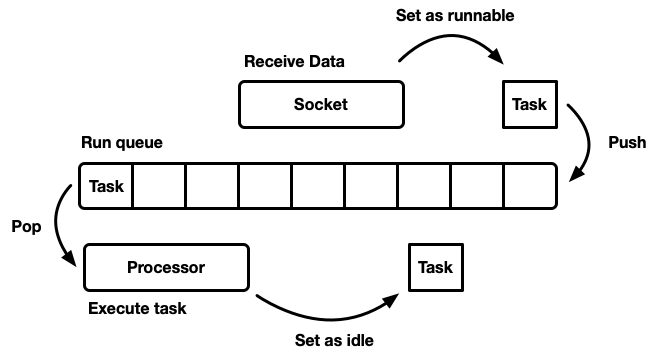 Set as runnable
Receive Data
Socket
Task
Run queue
Push
Task
Pop
Processor
Task
Execute task
Set as idle